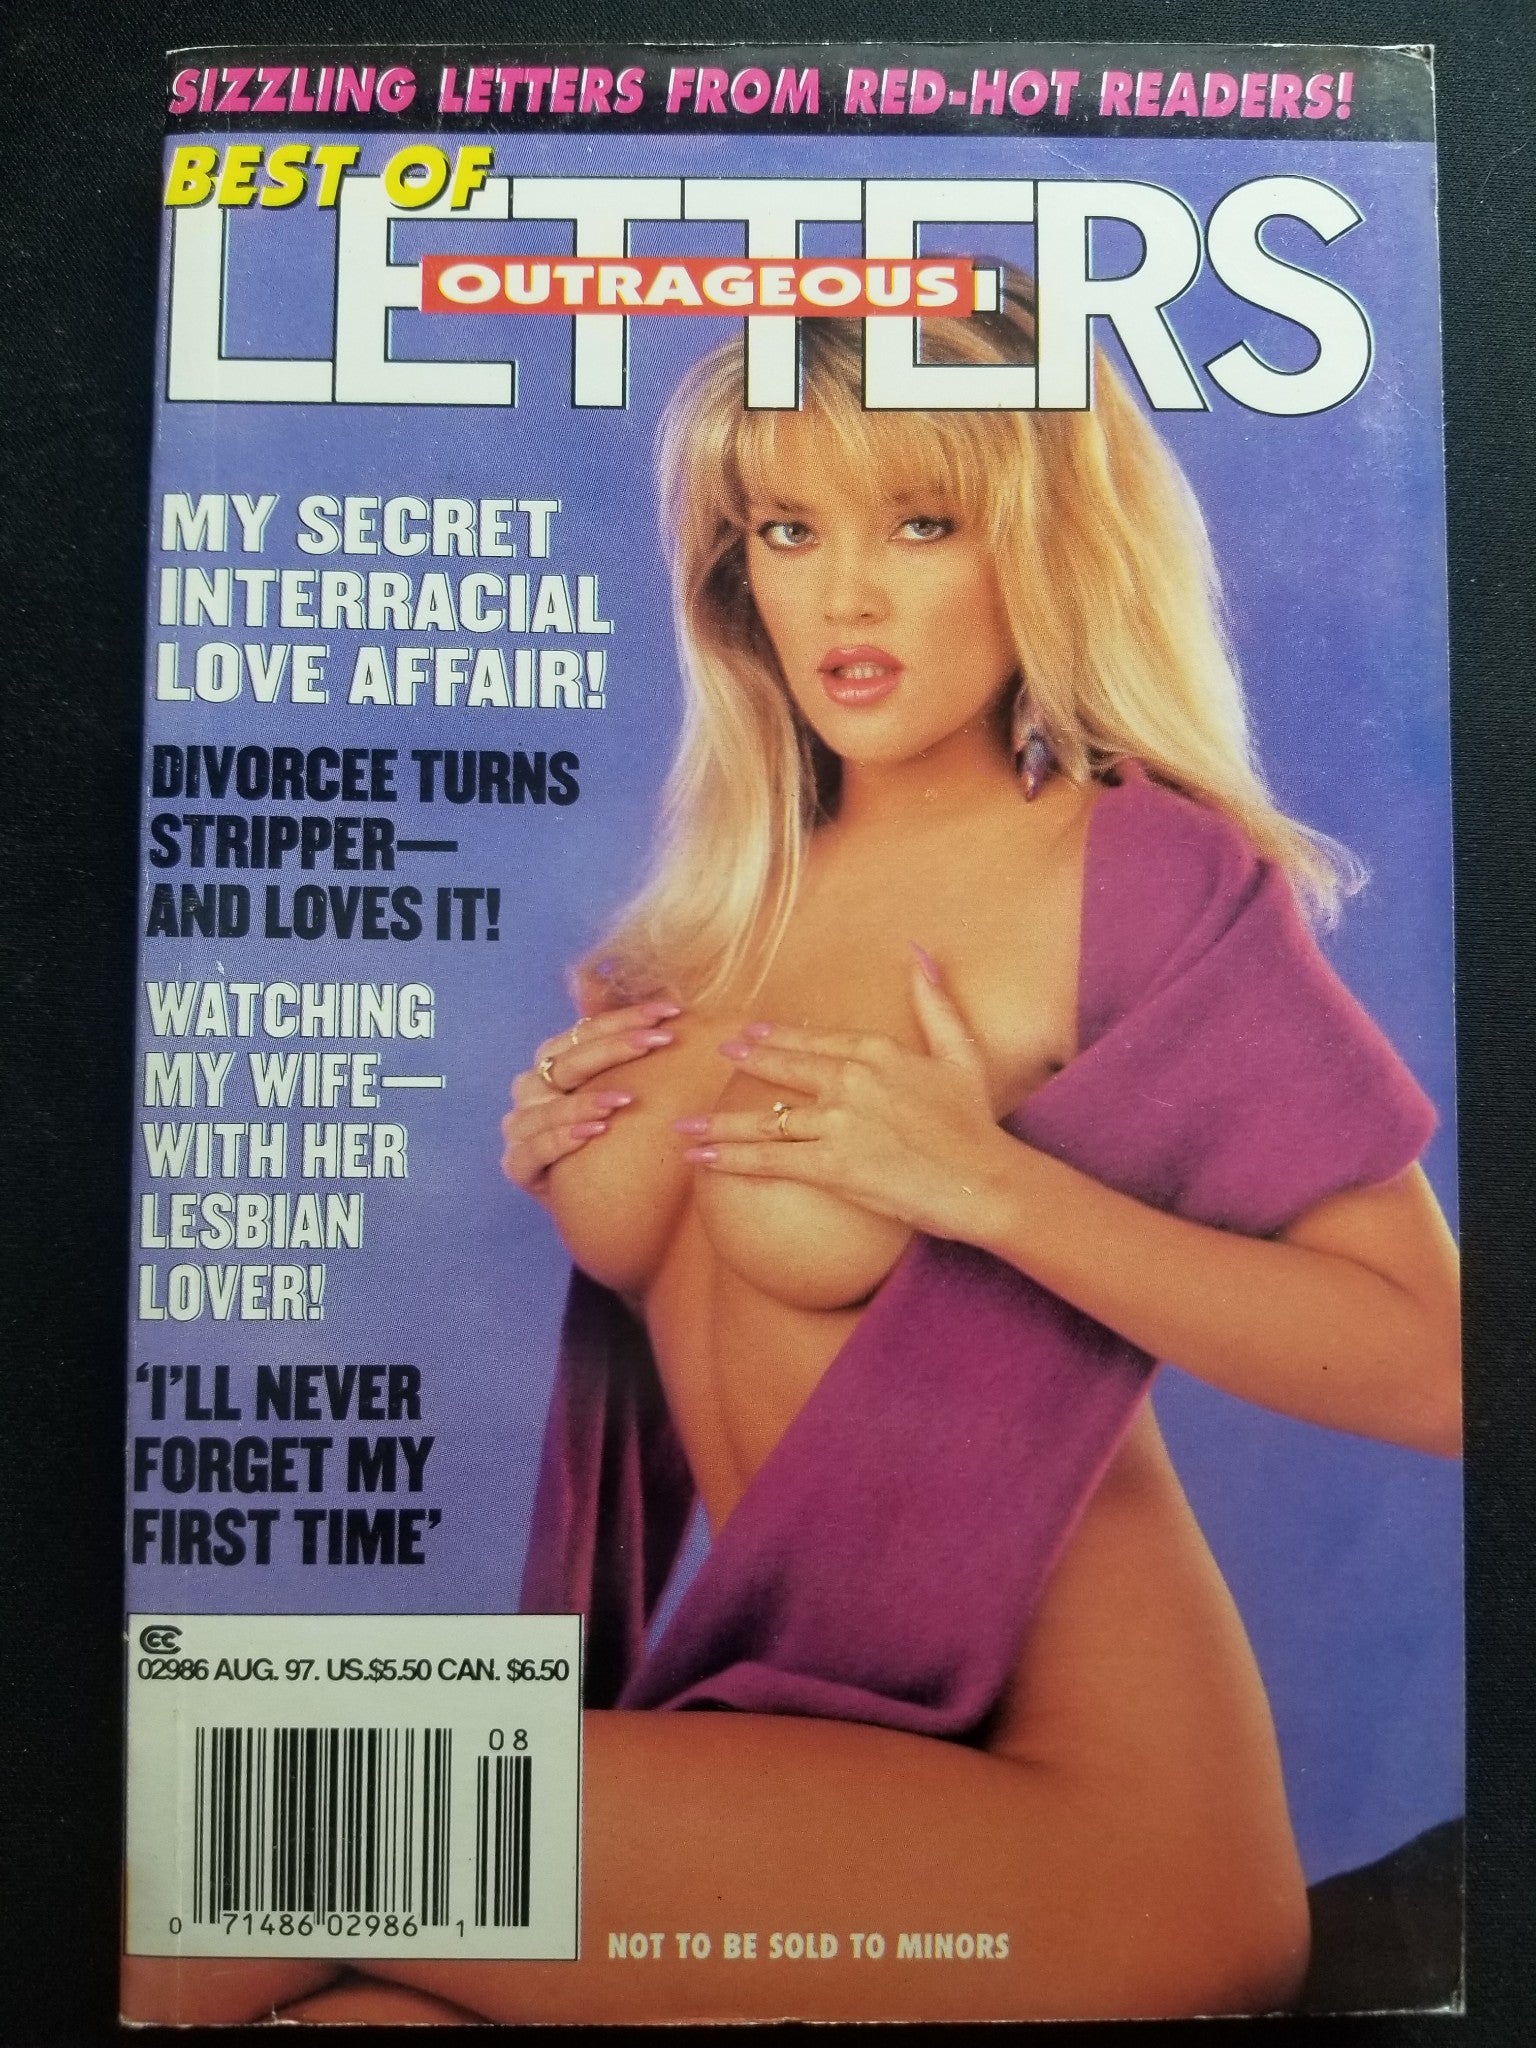 SIZZLING LETTERS FROM RED-HOT READERS!
BEST OF
OUTRAGEOUS
LETTERS
MY SECRET
INTERRACIAL
LOVE AFFAIR!
DIVORCEE TURNS
STRIPPER—
AND LOVES IT!
WATCHING
MY WIFE—
WITH HER
LESBIAN
LOVER!
'I'LL NEVER
FORGET MY
FIRST TIME'
CCC
02986 AUG. 97. US.$5.50 CAN. $6.50
08
0 71486 02986 1
NOT TO BE SOLD TO MINORS